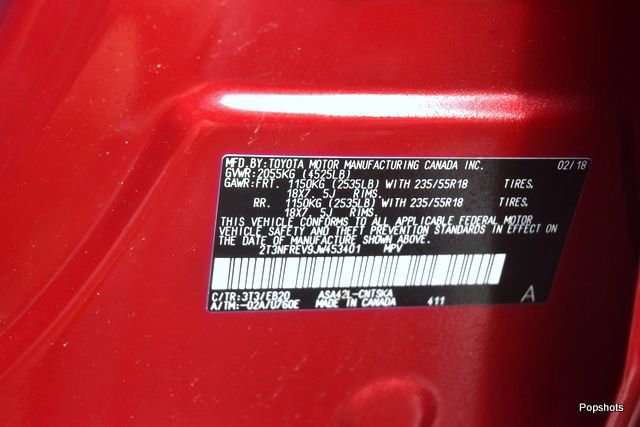 MFD. BY: TOYOTA MOTOR MANUFACTURING CANADA INC. 02/18
GVWR: 2055KG (4525LB)
GAWR: FRT. 1150KG (2535LB) WITH 235/55R18 TIRES,
18X7.5J RIMS,
RR. 1150KG (2535LB) WITH 235/55R18 TIRES,
18X7.5J RIMS
THIS VEHICLE CONFORMS TO ALL APPLICABLE FEDERAL MOTOR
VEHICLE SAFETY AND THEFT PREVENTION STANDARDS IN EFFECT ON
THE DATE OF MANUFACTURE SHOWN ABOVE.
2T3NFREV9JW453401 MPV
C/TR: 3T3/EB20 ASA42L-CNTSKA
A/TM: -02A/U760E MADE IN CANADA 411 A
Popshots